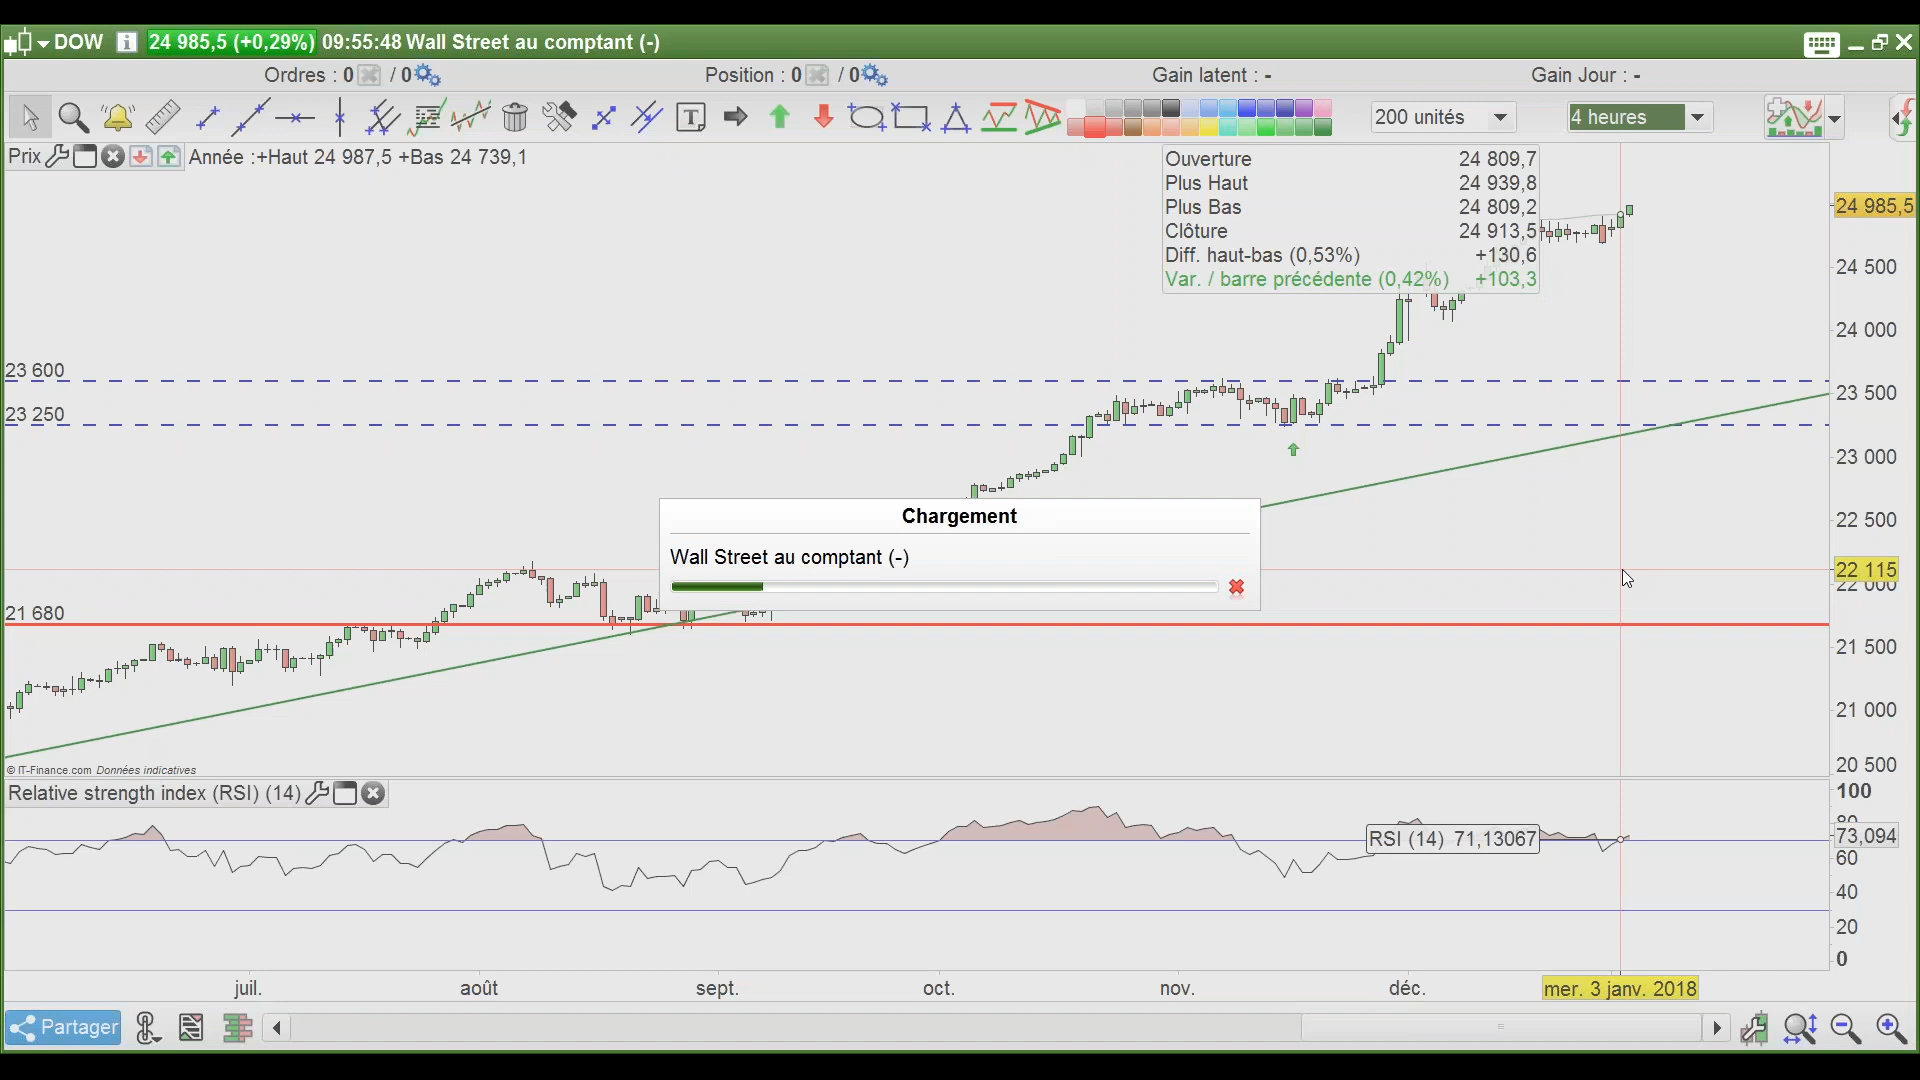 DOW 24 985,5 (+0,29%) 09:55:48 Wall Street au comptant (-)
Ordres : 0 / 0 Position : 0 / 0 Gain latent : - Gain Jour : -
200 unités 4 heures
Prix Année :+Haut 24 987,5 +Bas 24 739,1
Ouverture 24 809,7
Plus Haut 24 939,8
Plus Bas 24 809,2
Clôture 24 913,5
Diff. haut-bas (0,53%) +130,6
Var. / barre précédente (0,42%) +103,3
24 985,5
24 500
24 000
23 600
23 500
23 250
23 000
22 500
22 115
22 000
21 680
21 500
21 000
20 500
Chargement
Wall Street au comptant (-)
© IT-Finance.com Données indicatives
Relative strength index (RSI) (14)
RSI (14) 71,13067
100
80
73,094
60
40
20
0
juil. août sept. oct. nov. déc. mer. 3 janv. 2018
Partager